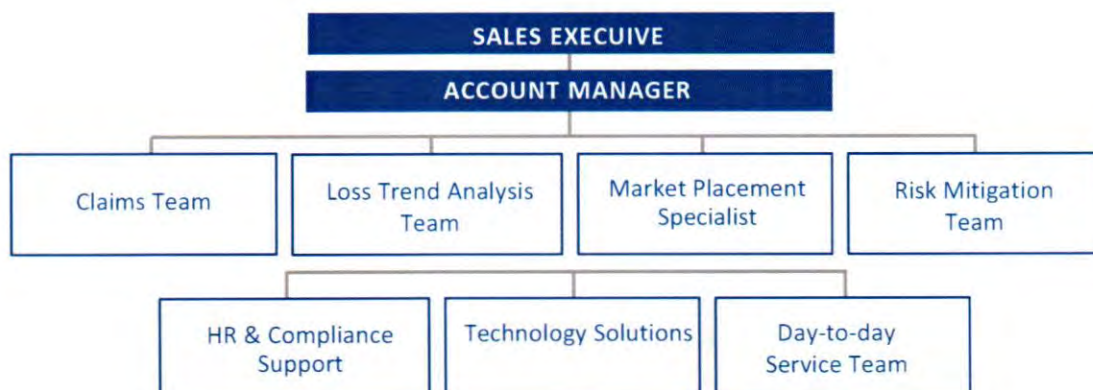 SALES EXECUIVE
ACCOUNT MANAGER
Claims Team
Loss Trend Analysis
Team
Market Placement
Specialist
Risk Mitigation
Team
HR & Compliance
Support
Technology Solutions
Day-to-day
Service Team